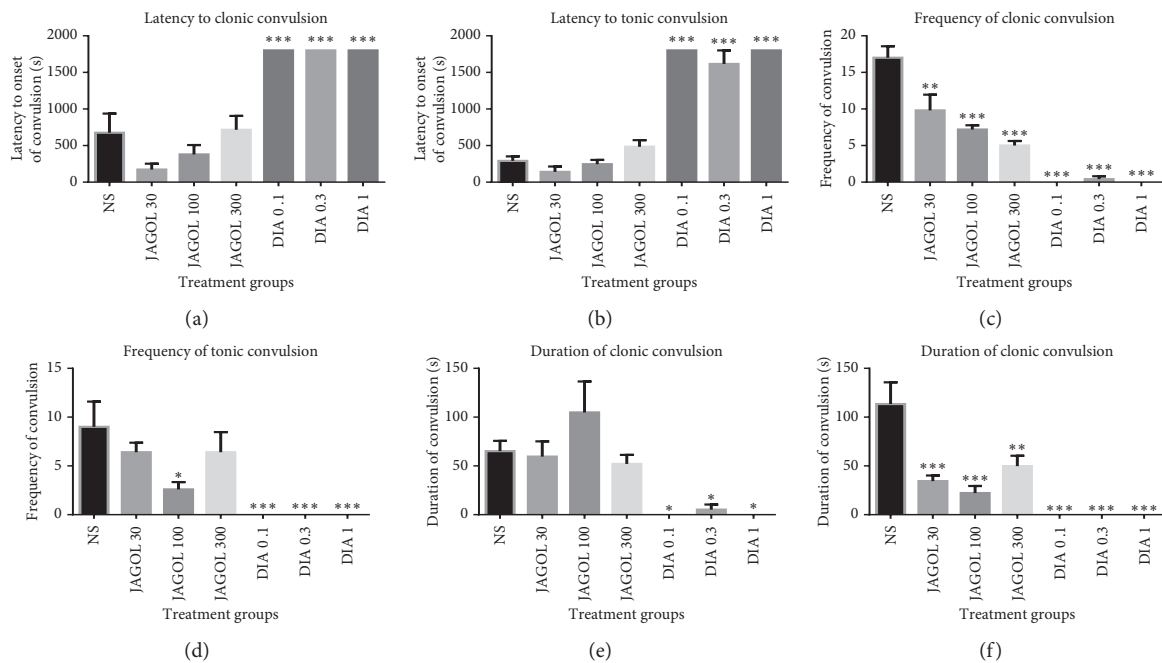 Latency to clonic convulsion
Latency to onset
of convulsion (s)
2000
1500
1000
500
0
*** *** ***
NS
JAGOL 30
JAGOL 100
JAGOL 300
DIA 0.1
DIA 0.3
DIA 1
Treatment groups
(a)
Latency to tonic convulsion
Latency to onset
of convulsion (s)
2000
1500
1000
500
0
*** *** ***
NS
JAGOL 30
JAGOL 100
JAGOL 300
DIA 0.1
DIA 0.3
DIA 1
Treatment groups
(b)
Frequency of clonic convulsion
Frequency of convulsion
20
15
10
5
0
** *** *** *** *** ***
NS
JAGOL 30
JAGOL 100
JAGOL 300
DIA 0.1
DIA 0.3
DIA 1
Treatment groups
(c)
Frequency of tonic convulsion
Frequency of convulsion
15
10
5
0
* *** *** ***
NS
JAGOL 30
JAGOL 100
JAGOL 300
DIA 0.1
DIA 0.3
DIA 1
Treatment groups
(d)
Duration of clonic convulsion
Duration of convulsion (s)
150
100
50
0
* * *
NS
JAGOL 30
JAGOL 100
JAGOL 300
DIA 0.1
DIA 0.3
DIA 1
Treatment groups
(e)
Duration of clonic convulsion
Duration of convulsion (s)
150
100
50
0
*** *** ** *** *** ***
NS
JAGOL 30
JAGOL 100
JAGOL 300
DIA 0.1
DIA 0.3
DIA 1
Treatment groups
(f)